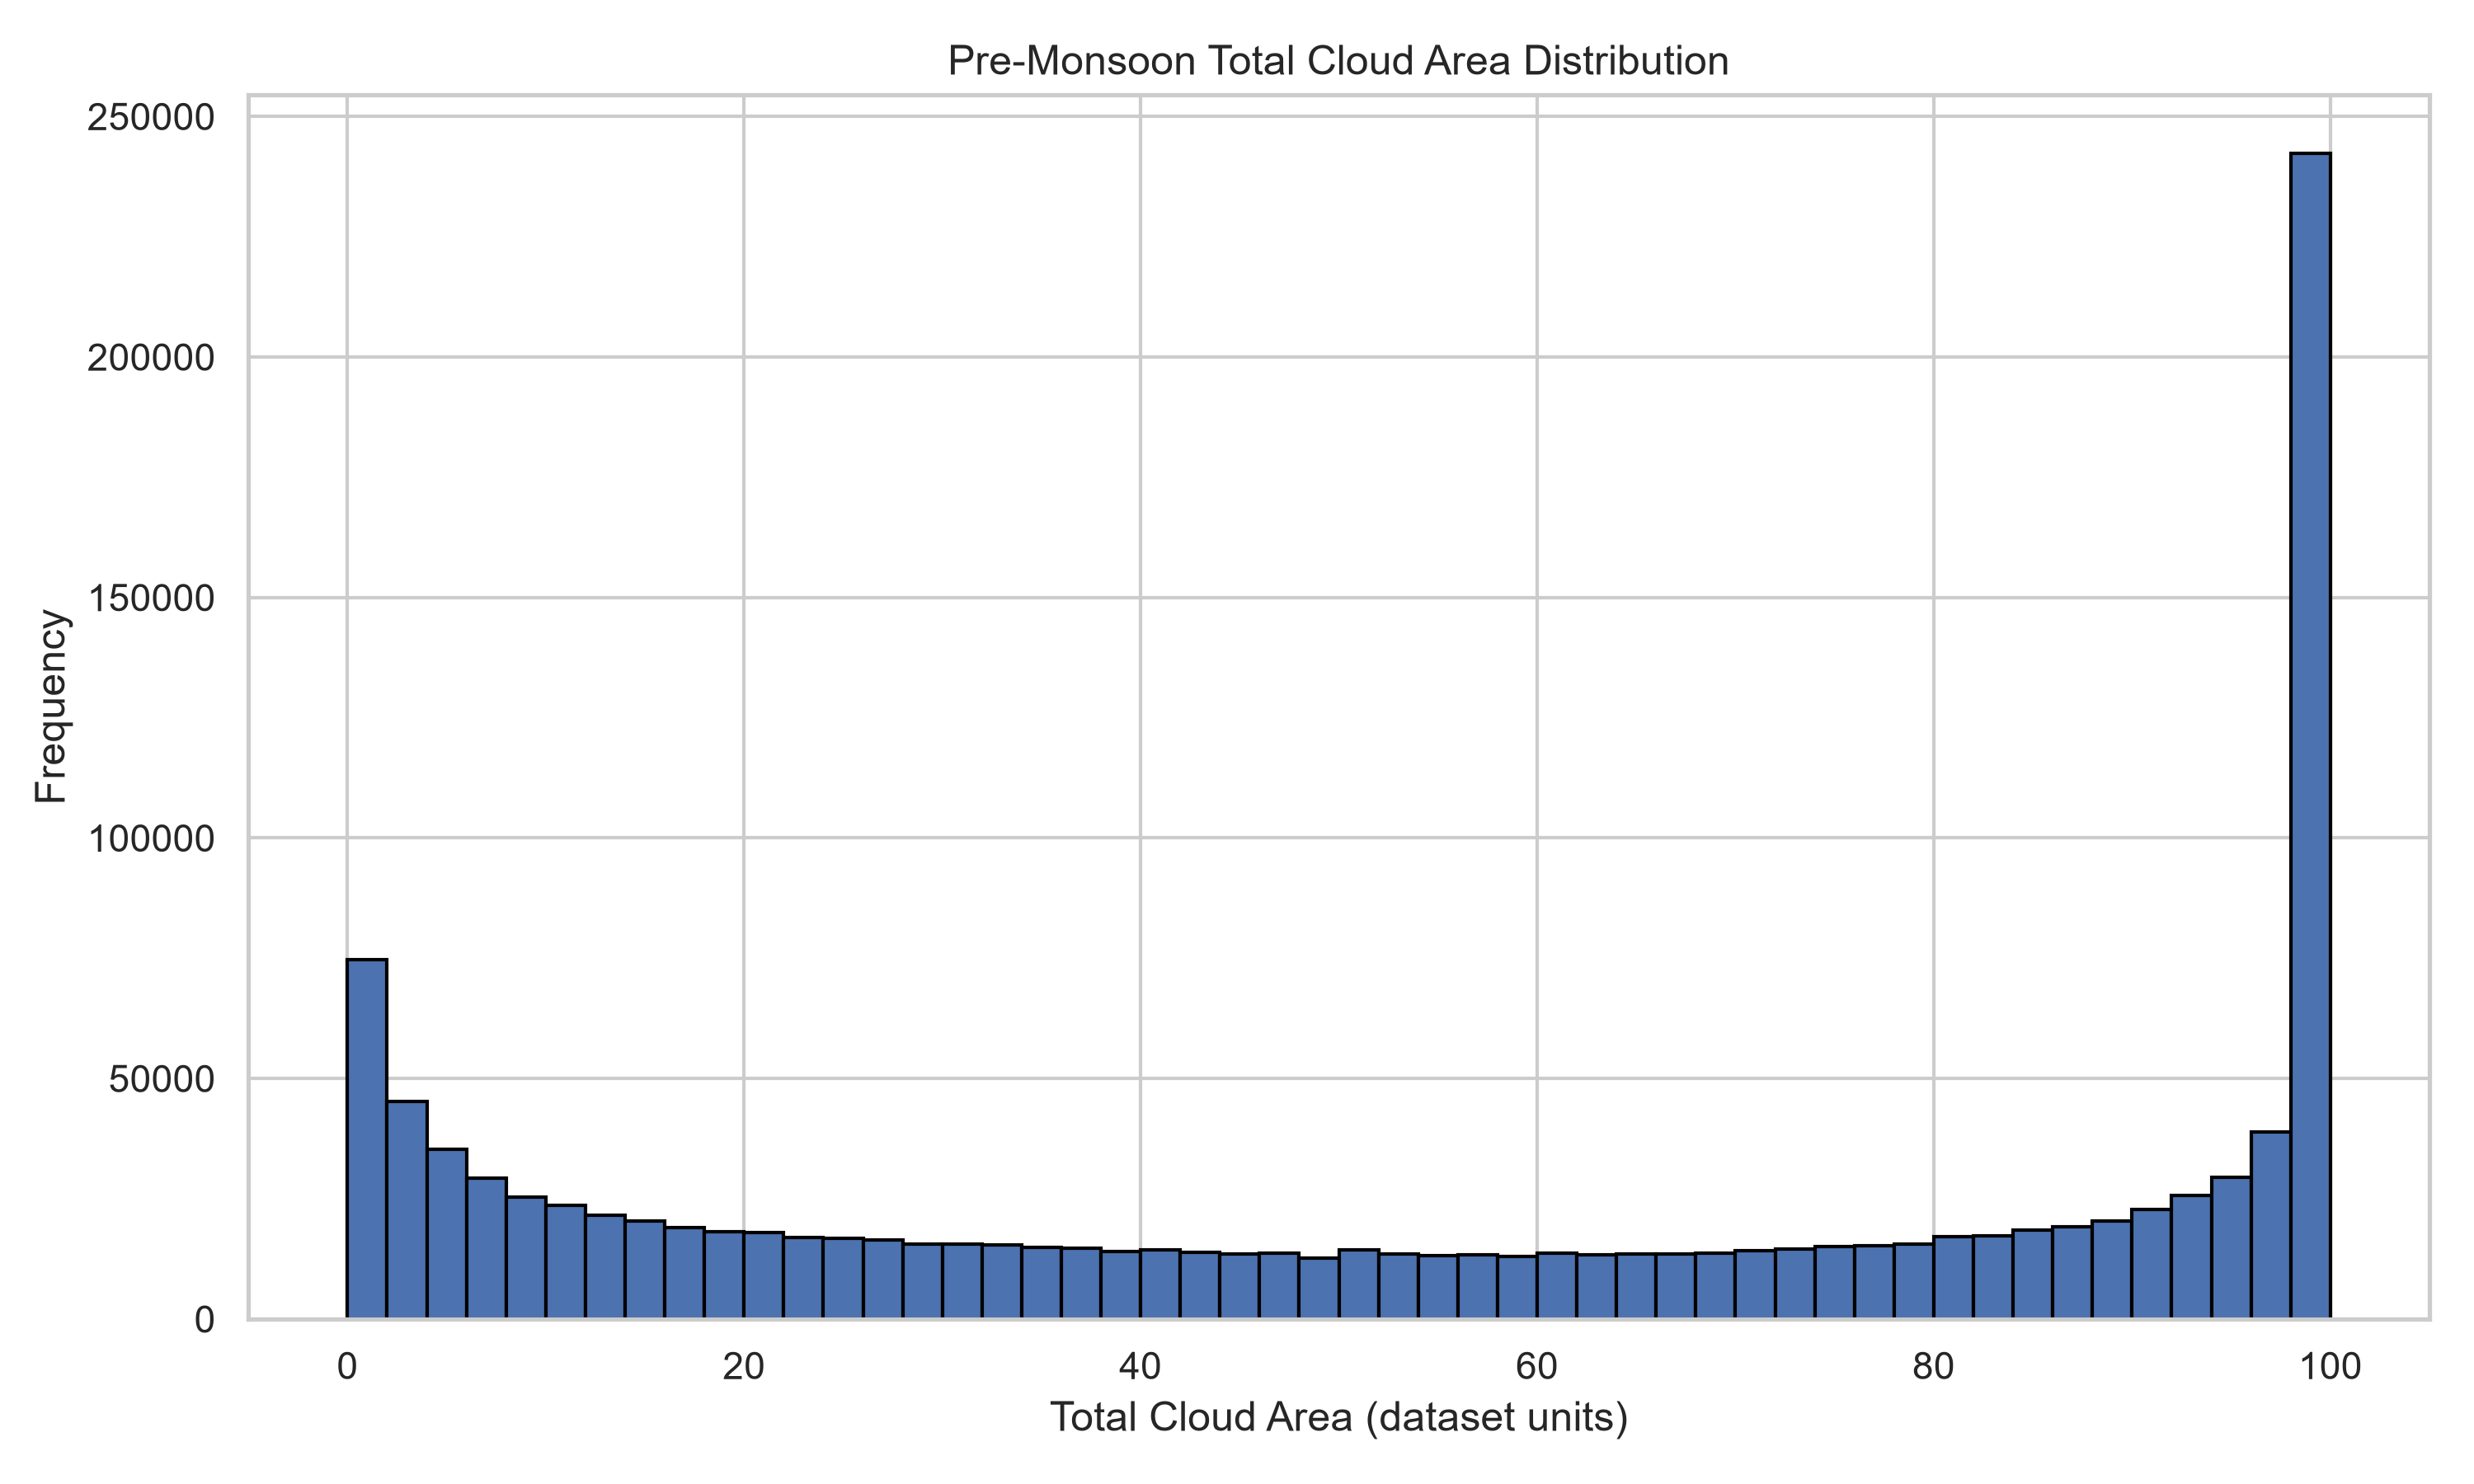 Pre-Monsoon Total Cloud Area Distribution
250000
200000
150000
100000
50000
0
Frequency
0 20 40 60 80 100
Total Cloud Area (dataset units)